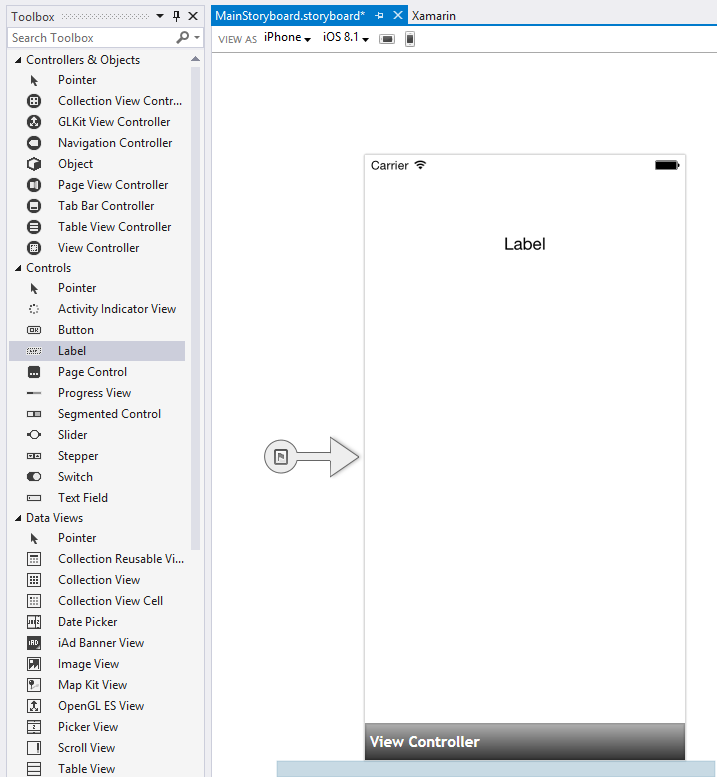 Toolbox
Search Toolbox
Controllers & Objects
Pointer
Collection View Contr...
GLKit View Controller
Navigation Controller
Object
Page View Controller
Tab Bar Controller
Table View Controller
View Controller
Controls
Pointer
Activity Indicator View
Button
Label
Page Control
Progress View
Segmented Control
Slider
Stepper
Switch
Text Field
Data Views
Pointer
Collection Reusable Vi...
Collection View
Collection View Cell
Date Picker
iAd Banner View
Image View
Map Kit View
OpenGL ES View
Picker View
Scroll View
Table View
MainStoryboard.storyboard* Xamarin
VIEW AS iPhone iOS 8.1
Carrier
Label
View Controller